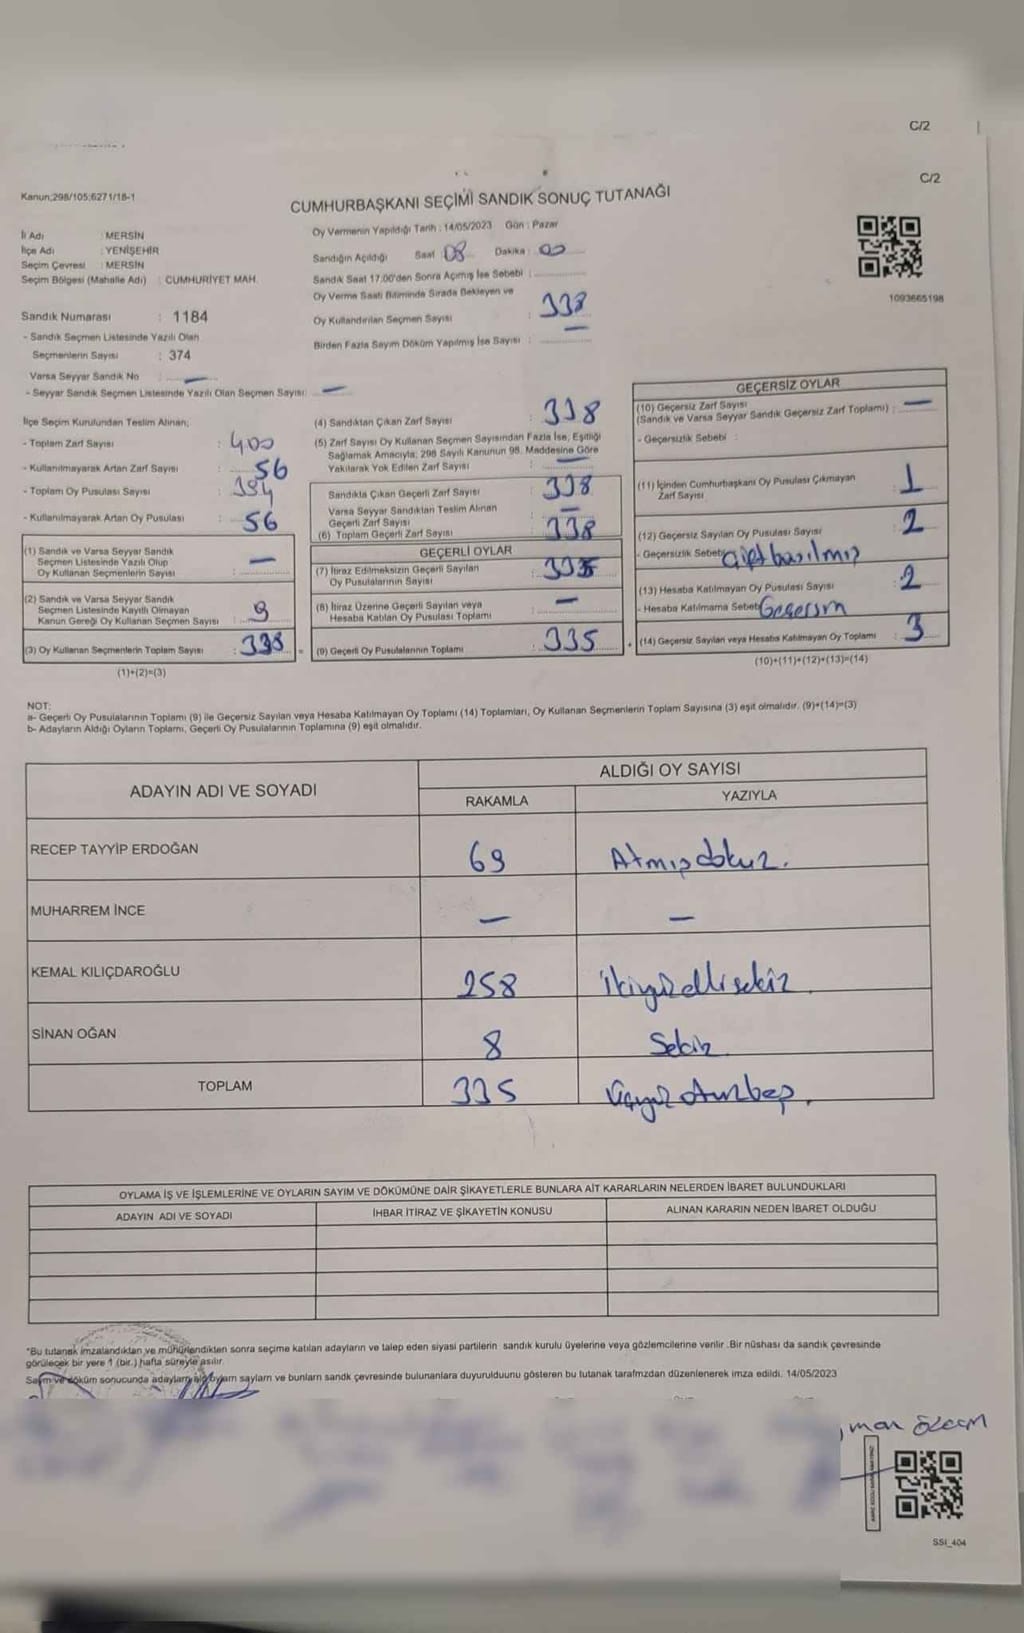 C/2
C/2
Kanun;298/105;6271/18-1
CUMHURBAŞKANI SEÇİMİ SANDIK SONUÇ TUTANAĞI
İl Adı : MERSİN
İlçe Adı : YENİŞEHİR
Seçim Çevresi : MERSİN
Seçim Bölgesi (Mahalle Adı) : CUMHURİYET MAH.
Sandık Numarası : 1184
- Sandık Seçmen Listesinde Yazılı Olan
Seçmenlerin Sayısı : 374
Varsa Seyyar Sandık No : —
- Seyyar Sandık Seçmen Listesinde Yazılı Olan Seçmen Sayısı: —
Oy Vermenin Yapıldığı Tarih : 14/05/2023 Gün : Pazar
Sandığın Açıldığı Saat 08 Dakika : 00
Sandık Saat 17.00'den Sonra Açımış İse Sebebi :
Oy Verme Saati Bitiminde Sırada Bekleyen ve
Oy Kullandırılan Seçmen Sayısı : 338
Birden Fazla Sayım Döküm Yapılmış İse Sayısı : —
1093665198
İlçe Seçim Kurulundan Teslim Alınan;
- Toplam Zarf Sayısı : 400
- Kullanılmayarak Artan Zarf Sayısı : 56
- Toplam Oy Pusulası Sayısı : 394
- Kullanılmayarak Artan Oy Pusulası : 56
(1) Sandık ve Varsa Seyyar Sandık
Seçmen Listesinde Yazılı Olup
Oy Kullanan Seçmenlerin Sayısı : —
(2) Sandık ve Varsa Seyyar Sandık
Seçmen Listesinde Kayıtlı Olmayan
Kanun Gereği Oy Kullanan Seçmen Sayısı : 9
(3) Oy Kullanan Seçmenlerin Toplam Sayısı : 338
(1)+(2)=(3)
(4) Sandıktan Çıkan Zarf Sayısı : 338
(5) Zarf Sayısı Oy Kullanan Seçmen Sayısından Fazla İse, Eşitliği
Sağlamak Amacıyla; 298 Sayılı Kanunun 98. Maddesine Göre
Yakılarak Yok Edilen Zarf Sayısı : —
Sandıkta Çıkan Geçerli Zarf Sayısı : 338
Varsa Seyyar Sandıktan Teslim Alınan
Geçerli Zarf Sayısı : —
(6) Toplam Geçerli Zarf Sayısı : 338
GEÇERLİ OYLAR
(7) İtiraz Edilmeksizin Geçerli Sayılan
Oy Pusulalarının Sayısı : 335
(8) İtiraz Üzerine Geçerli Sayılan veya
Hesaba Katılan Oy Pusulası Toplamı : —
(9) Geçerli Oy Pusulalarının Toplamı : 335
GEÇERSİZ OYLAR
(10) Geçersiz Zarf Sayısı
(Sandık ve Varsa Seyyar Sandık Geçersiz Zarf Toplamı) : —
- Geçersizlik Sebebi :
(11) İçinden Cumhurbaşkanı Oy Pusulası Çıkmayan
Zarf Sayısı : 1
(12) Geçersiz Sayılan Oy Pusulası Sayısı : 2
- Geçersizlik Sebebi çift basılmış
(13) Hesaba Katılmayan Oy Pusulası Sayısı : 2
- Hesaba Katılmama Sebebi
(14) Geçersiz Sayılan veya Hesaba Katılmayan Oy Toplamı : 3
(10)+(11)+(12)+(13)=(14)
NOT:
a- Geçerli Oy Pusulalarının Toplamı (9) ile Geçersiz Sayılan veya Hesaba Katılmayan Oy Toplamı (14) Toplamları, Oy Kullanan Seçmenlerin Toplam Sayısına (3) eşit olmalıdır. (9)+(14)=(3)
b- Adayların Aldığı Oyların Toplamı, Geçerli Oy Pusulalarının Toplamına (9) eşit olmalıdır.
ADAYIN ADI VE SOYADI
ALDIĞI OY SAYISI
RAKAMLA YAZIYLA
RECEP TAYYİP ERDOĞAN 69 Atmış dokuz.
MUHARREM İNCE — —
KEMAL KILIÇDAROĞLU 258 ikiyüzellisekiz
SİNAN OĞAN 8 Sekiz
TOPLAM 335 üçyüz otuzbeş.
OYLAMA İŞ VE İŞLEMLERİNE VE OYLARIN SAYIM VE DÖKÜMÜNE DAİR ŞİKAYETLERLE BUNLARA AİT KARARLARIN NELERDEN İBARET BULUNDUKLARI
ADAYIN ADI VE SOYADI İHBAR İTİRAZ VE ŞİKAYETİN KONUSU ALINAN KARARIN NEDEN İBARET OLDUĞU
*Bu tutanak imzalandıktan ve mühürlendikten sonra seçime katılan adayların ve talep eden siyasi partilerin sandık kurulu üyelerine veya gözlemcilerine verilir .Bir nüshası da sandık çevresinde
görülecek bir yere 1 (bir.) hafta süreyle asılır.
Sayım ve döküm sonucunda adayların aldığı oyların sayıları ve bunların sandık çevresinde bulunanlara duyurulduunu gösteren bu tutanak tarafımızdan düzenlenerek imza edildi. 14/05/2023
SSI_404